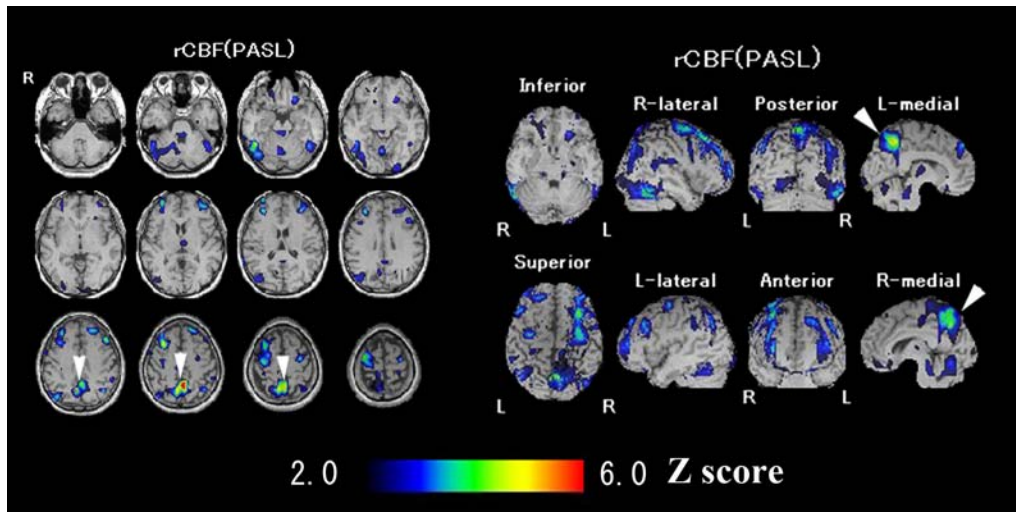 rCBF(PASL)
R
rCBF(PASL)
Inferior
R-lateral
Posterior
L-medial
R
L
L
R
Superior
L-lateral
Anterior
R-medial
L
R
R
L
2.0
6.0 Z score